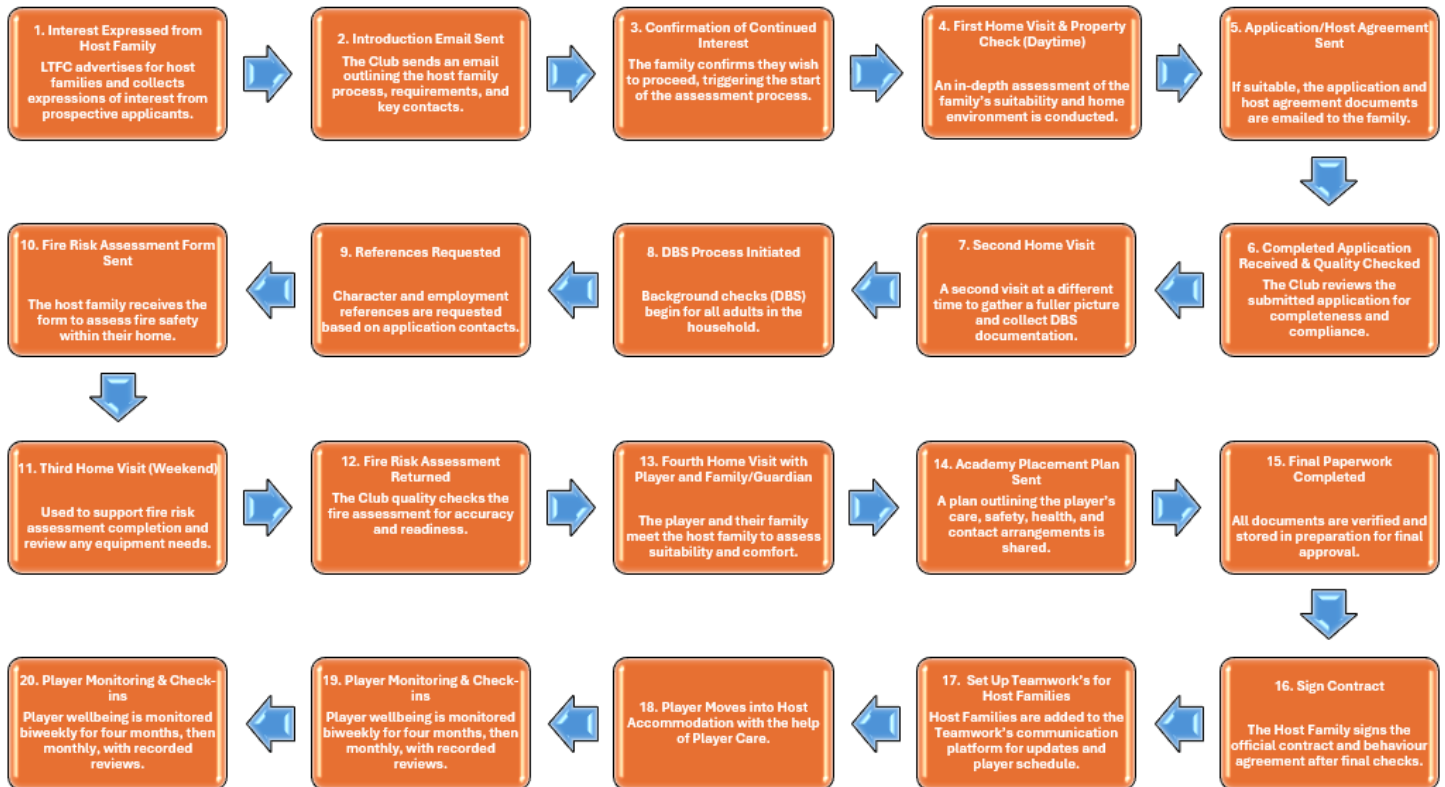 1. Interest Expressed from
Host Family
LTFC advertises for host
families and collects
expressions of interest from
prospective applicants.
2. Introduction Email Sent
The Club sends an email
outlining the host family
process, requirements, and
key contacts.
3. Confirmation of Continued
Interest
The family confirms they wish
to proceed, triggering the
start of the assessment
process.
4. First Home Visit & Property
Check (Daytime)
An in-depth assessment of the
family's suitability and home
environment is conducted.
5. Application/Host Agreement
Sent
If suitable, the application and
host agreement documents
are emailed to the family.
6. Completed Application
Received & Quality Checked
The Club reviews the
submitted application for
completeness and
compliance.
7. Second Home Visit
A second visit at a different
time to gather a fuller picture
and collect DBS
documentation.
8. DBS Process Initiated
Background checks (DBS)
begin for all adults in the
household.
9. References Requested
Character and employment
references are requested
based on application contacts.
10. Fire Risk Assessment Form
Sent
The host family receives the
form to assess fire safety
within their home.
11. Third Home Visit (Weekend)
Used to support fire risk
assessment completion and
review any equipment needs.
12. Fire Risk Assessment
Returned
The Club quality checks the
fire assessment for accuracy
and readiness.
13. Fourth Home Visit with
Player and Family/Guardian
The player and their family
meet the host family to assess
suitability and comfort.
14. Academy Placement Plan
Sent
A plan outlining the player's
care, safety, health, and
contact arrangements is
shared.
15. Final Paperwork
Completed
All documents are verified and
stored in preparation for final
approval.
16. Sign Contract
The Host Family signs the
official contract and behaviour
agreement after final checks.
17. Set Up Teamwork's for
Host Families
Host Families are added to the
Teamwork's communication
platform for updates and
player schedule.
18. Player Moves into Host
Accommodation with the help
of Player Care.
19. Player Monitoring & Check-
ins
Player wellbeing is monitored
biweekly for four months, then
monthly, with recorded
reviews.
20. Player Monitoring & Check-
ins
Player wellbeing is monitored
biweekly for four months, then
monthly, with recorded
reviews.